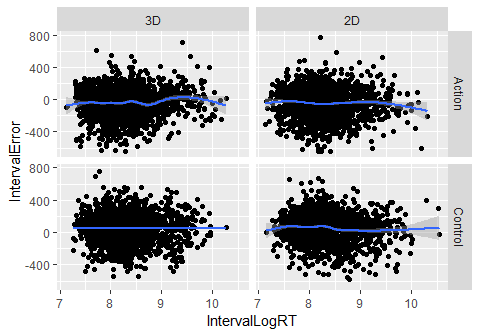 3D 2D
800
400
0
-400
Action
IntervalError
800
400
0
-400
Control
7 8 9 10 7 8 9 10
IntervalLogRT